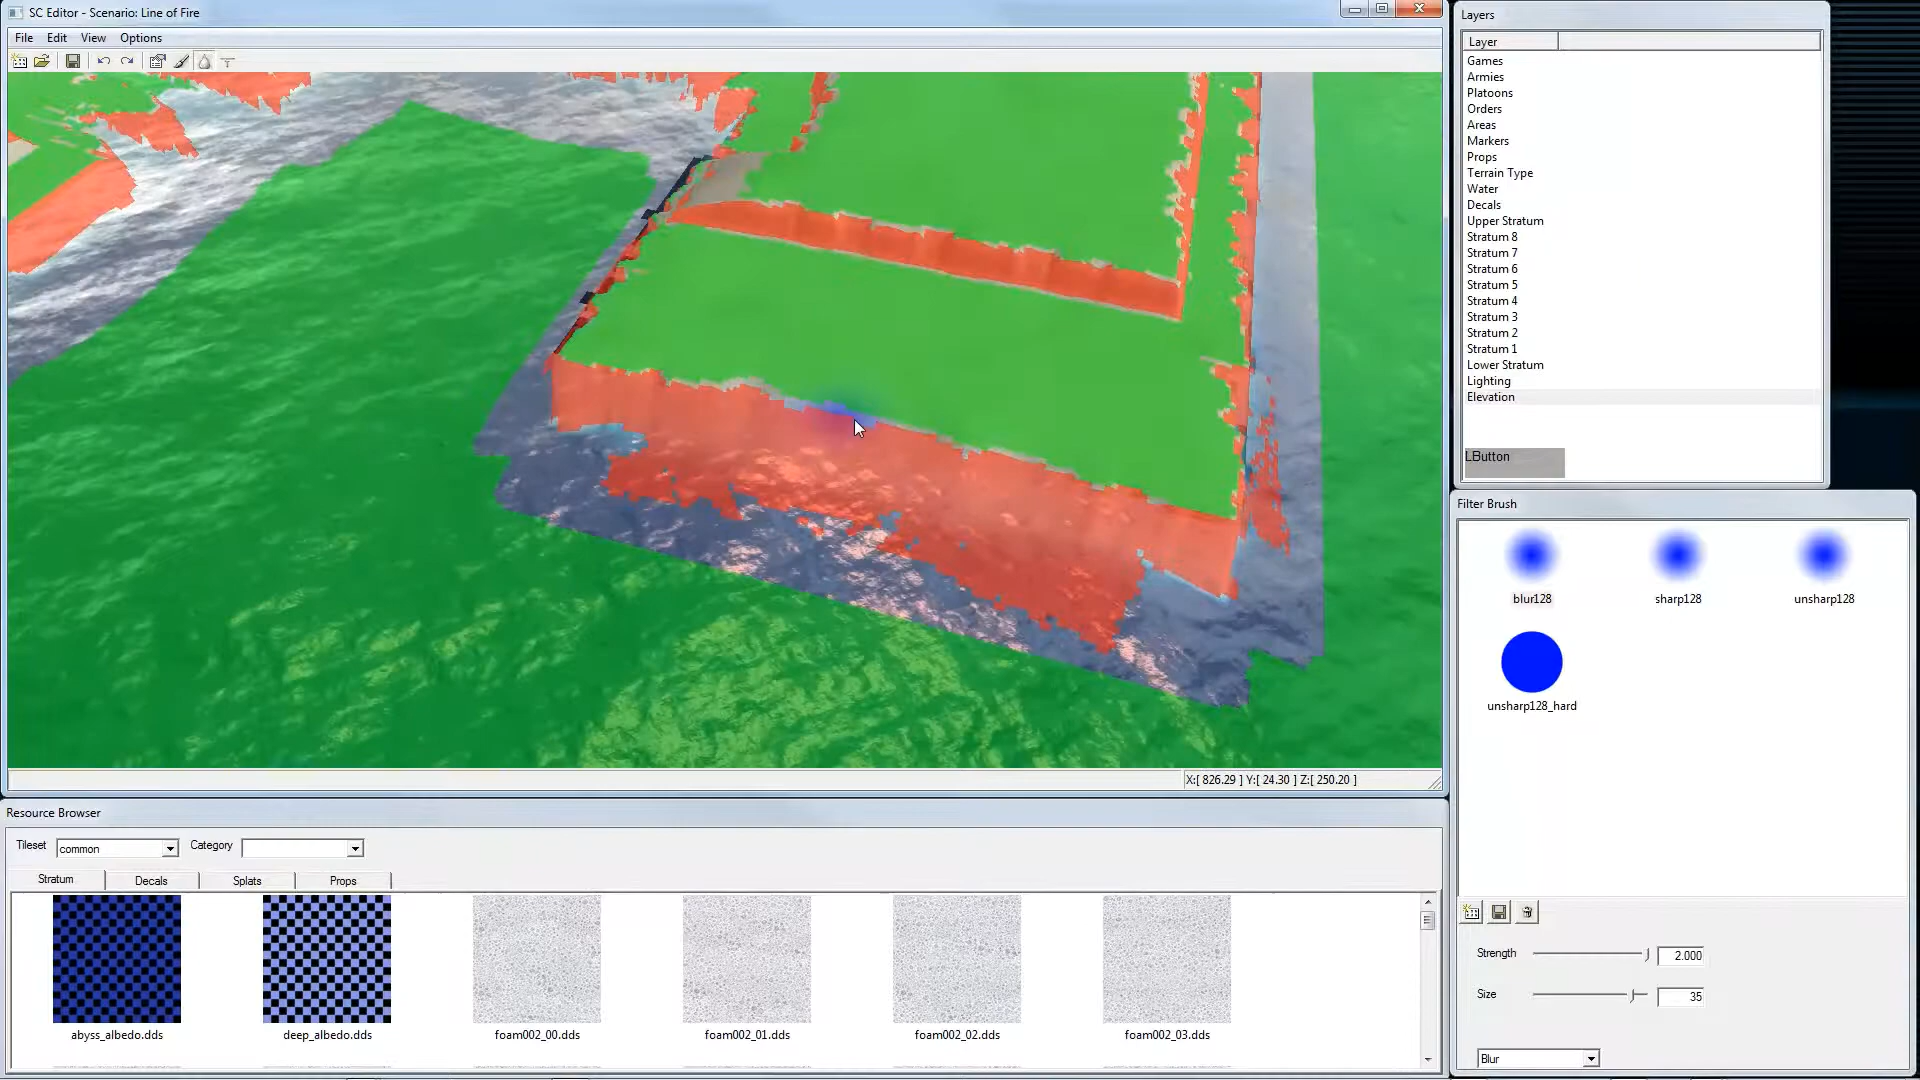 SC Editor - Scenario: Line of Fire
File Edit View Options
X:[ 826.29 ] Y:[ 24.30 ] Z:[ 250.20 ]
Resource Browser
Tileset common Category
Stratum Decals Splats Props
abyss_albedo.dds deep_albedo.dds foam002_00.dds foam002_01.dds foam002_02.dds foam002_03.dds
Layers
Layer
Games
Armies
Platoons
Orders
Areas
Markers
Props
Terrain Type
Water
Decals
Upper Stratum
Stratum 8
Stratum 7
Stratum 6
Stratum 5
Stratum 4
Stratum 3
Stratum 2
Stratum 1
Lower Stratum
Lighting
Elevation
LButton
Filter Brush
blur128 sharp128 unsharp128
unsharp128_hard
Strength 2.000
Size 35
Blur